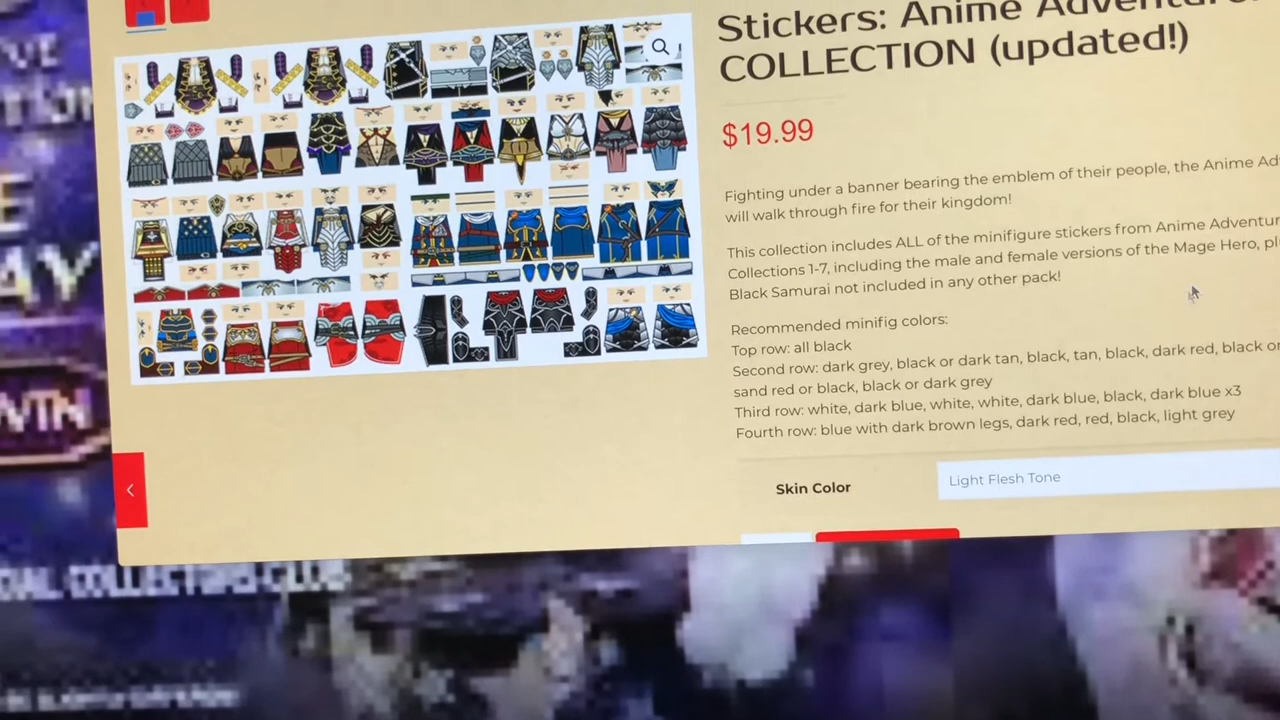 Stickers: Anime
COLLECTION (updated!)
$19.99
Fighting under a banner bearing the emblem of their people, the Anime
will walk through fire for their kingdom!
This collection includes ALL of the minifigure stickers from Anime
Collections 1-7, including the male and female versions of the Mage Hero,
Black Samurai not included in any other pack!
Recommended minifig colors:
Top row: all black
Second row: dark grey, black or dark tan, black, tan, black, dark red, black or
sand red or black, black or dark grey
Third row: white, dark blue, white, white, dark blue, black, dark blue x3
Fourth row: blue with dark brown legs, dark red, red, black, light grey
Skin Color
Light Flesh Tone